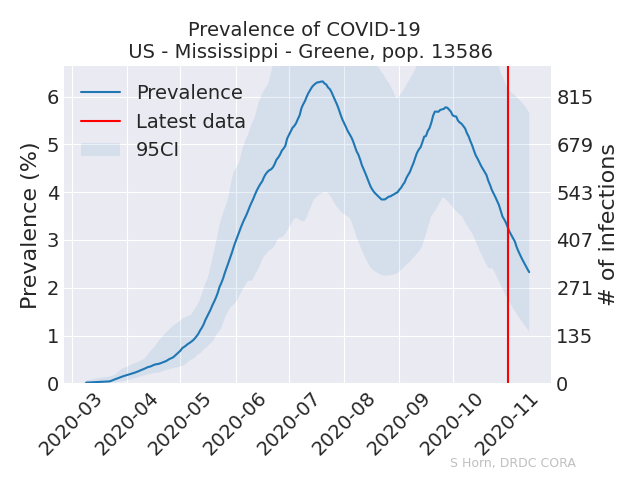 Prevalence of COVID-19
US - Mississippi - Greene, pop. 13586
Prevalence
Latest data
95CI
Prevalence (%)
6
5
4
3
2
1
0
815
679
543
407
271
135
0
# of infections
2020-03
2020-04
2020-05
2020-06
2020-07
2020-08
2020-09
2020-10
2020-11
S Horn, DRDC CORA